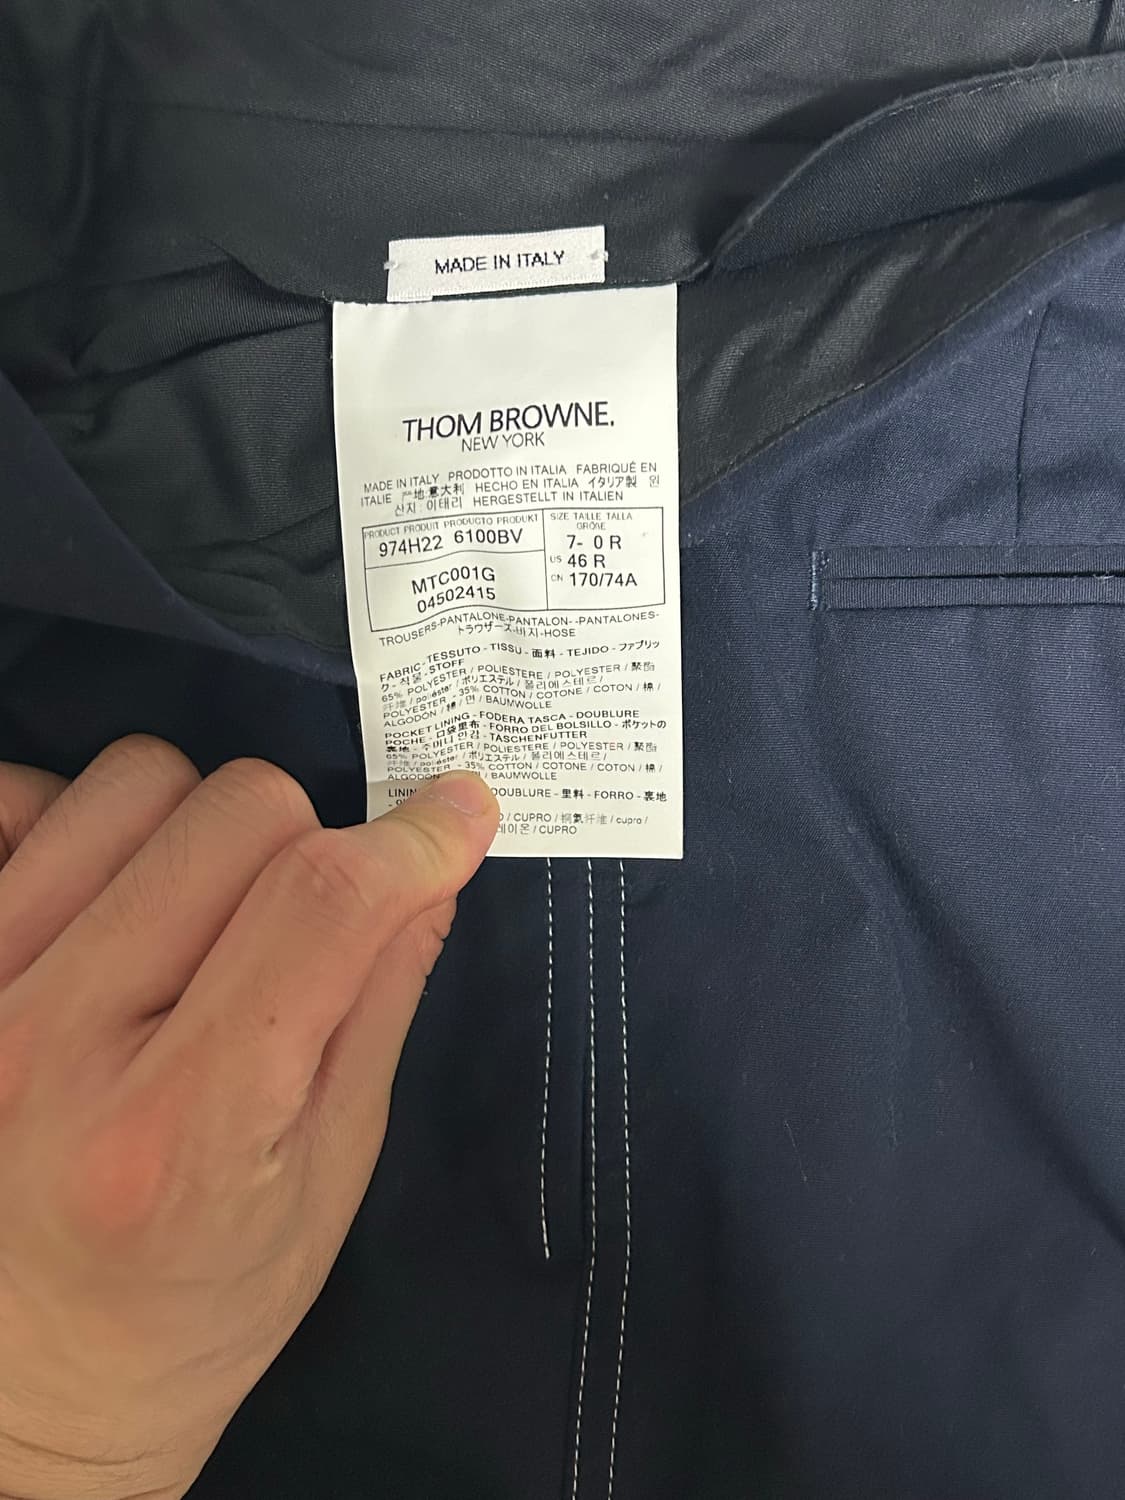 MADE IN ITALY
THOM BROWNE.
NEW YORK
MADE IN ITALY PRODOTTO IN ITALIA FABRIQUÉ EN
ITALIE 产地意大利 HECHO EN ITALIA イタリア製 원
산지: 이태리 HERGESTELLT IN ITALIEN
PRODUCT PRODUIT PRODUCTO PRODUKT
974H22 6100BV
MTC001G
04502415
SIZE TAILLE TALLA
GRÖßE
7- 0 R
US 46 R
CN 170/74A
TROUSERS-PANTALONE-PANTALON- -PANTALONES-
トラウザーズ-바지-HOSE
FABRIC-TESSUTO-TISSU-面料-TEJIDO-ファブリッ
ク-직물-STOFF
65% POLYESTER / POLIESTERE / POLYESTER / 聚酯
纤维 / poliéster / ポリエステル / 폴리에스테르 /
POLYESTER - 35% COTTON / COTONE / COTON / 棉 /
ALGODON / 綿 / 면 / BAUMWOLLE
POCKET LINING-FODERA TASCA-DOUBLURE
POCHE-口袋里布-FORRO DEL BOLSILLO-ポケットの
裏地-주머니 안감-TASCHENFUTTER
65% POLYESTER / POLIESTERE / POLYESTER / 聚酯
纤维 / poliéster / ポリエステル / 폴리에스테르 /
POLYESTER - 35% COTTON / COTONE / COTON / 棉 /
ALGODON / BAUMWOLLE
DOUBLURE-里料-FORRO-裏地
/ CUPRO / 铜氨纤维 / cupro /
레이온 / CUPRO